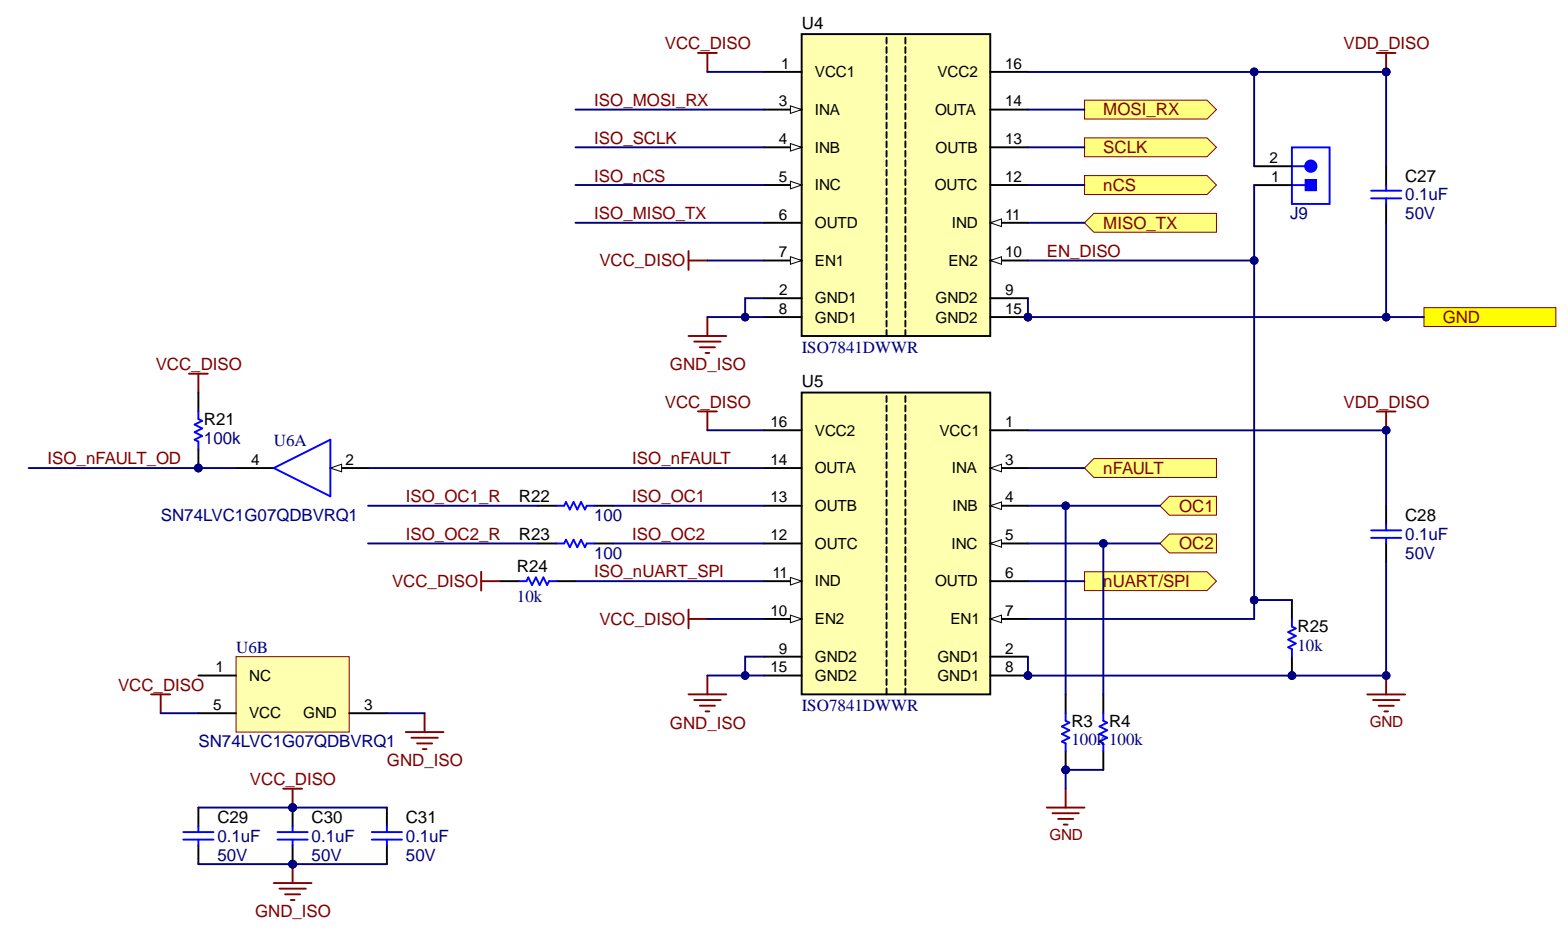 U4
VCC_DISO
VDD_DISO
1 VCC1 VCC2 16
ISO_MOSI_RX 3 INA OUTA 14 MOSI_RX
ISO_SCLK 4 INB OUTB 13 SCLK
ISO_nCS 5 INC OUTC 12 nCS
ISO_MISO_TX 6 OUTD IND 11 MISO_TX
VCC_DISO 7 EN1 EN2 10 EN_DISO
2 GND1 GND2 9
8 GND1 GND2 15
GND
GND_ISO
ISO7841DWWR
2
1
J9
C27
0.1uF
50V
U5
VCC_DISO
VDD_DISO
16 VCC2 VCC1 1
14 OUTA INA 3 nFAULT
13 OUTB INB 4 OC1
12 OUTC INC 5 OC2
11 IND OUTD 6 nUART/SPI
VCC_DISO 10 EN2 EN1 7
9 GND2 GND1 2
15 GND2 GND1 8
GND_ISO
ISO7841DWWR
VCC_DISO
R21
100k
U6A
ISO_nFAULT_OD 4 2 ISO_nFAULT
SN74LVC1G07QDBVRQ1
ISO_OC1_R R22 ISO_OC1
100
ISO_OC2_R R23 ISO_OC2
100
R24
VCC_DISO ISO_nUART_SPI
10k
C28
0.1uF
50V
R25
10k
GND
R3
100k
R4
100k
GND
U6B
1 NC
VCC_DISO
5 VCC GND 3
SN74LVC1G07QDBVRQ1
GND_ISO
VCC_DISO
C29 C30 C31
0.1uF 0.1uF 0.1uF
50V 50V 50V
GND_ISO